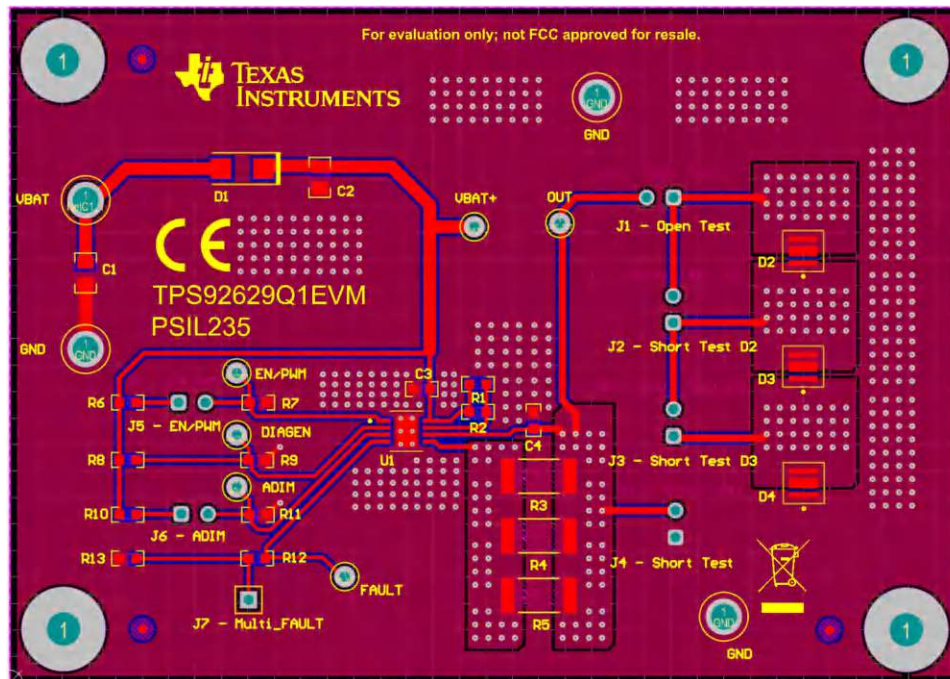 For evaluation only; not FCC approved for resale.
1
1
TEXAS
INSTRUMENTS
1
GND
GND
VBAT
1
D1
C2
VBAT+
OUT
J1 - Open Test
C1
D2
TPS92629Q1EVM
PSIL235
GND
GND
J2 - Short Test D2
EN/PWM
C3
D3
R6
R7
R1
J5 - EN/PWM
R2
DIAGEN
C4
U1
R8
R9
J3 - Short Test D3
ADIM
D4
R10
R11
R3
J6 - ADIM
R13
R12
R4
J4 - Short Test
FAULT
J7 - Multi_FAULT
R5
1
GND
GND
1
1